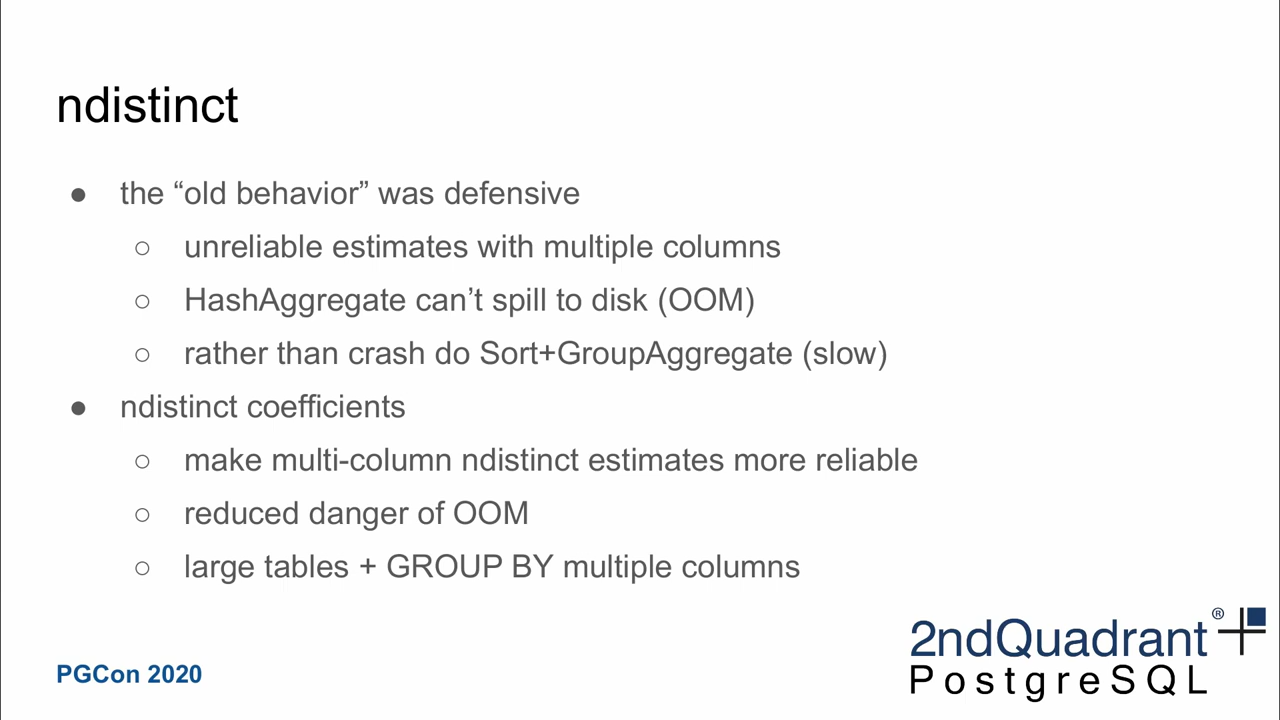 ndistinct
● the “old behavior” was defensive
○ unreliable estimates with multiple columns
○ HashAggregate can’t spill to disk (OOM)
○ rather than crash do Sort+GroupAggregate (slow)
● ndistinct coefficients
○ make multi-column ndistinct estimates more reliable
○ reduced danger of OOM
○ large tables + GROUP BY multiple columns
2ndQuadrant®
PostgreSQL
PGCon 2020